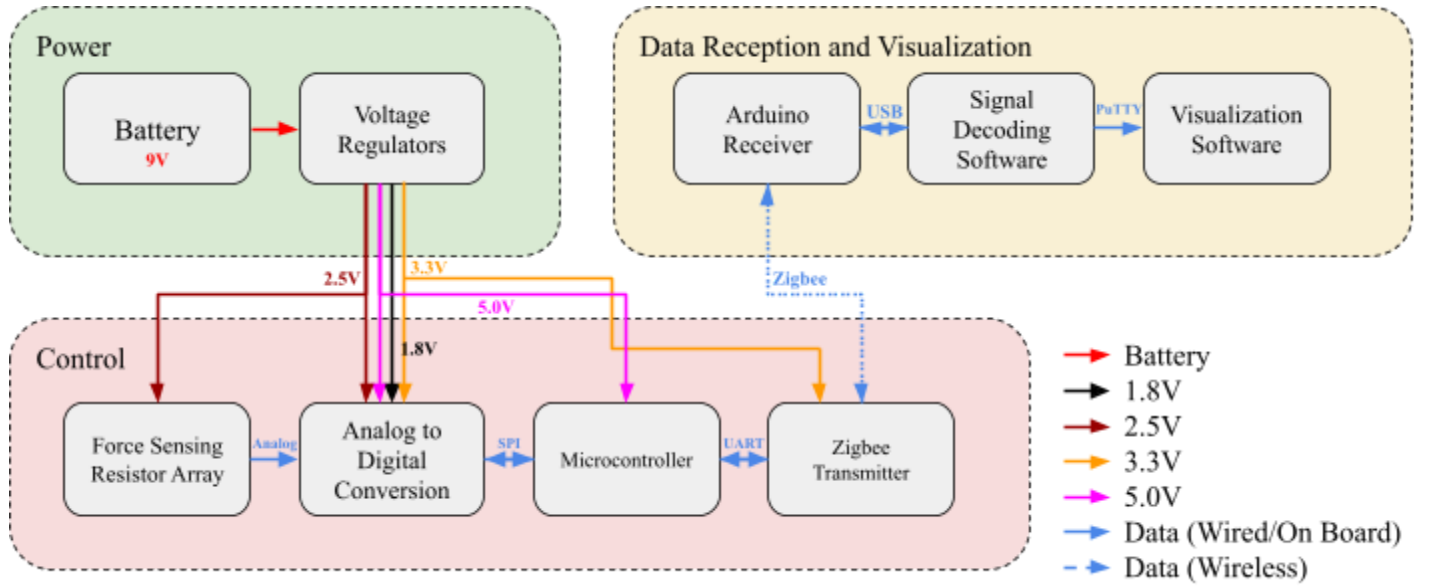 Power
Battery
9V
Voltage
Regulators
Data Reception and Visualization
Arduino
Receiver
USB
Signal
Decoding
Software
PuTTY
Visualization
Software
2.5V
3.3V
5.0V
1.8V
Zigbee
Control
Force Sensing
Resistor Array
Analog
Analog to
Digital
Conversion
SPI
Microcontroller
UART
Zigbee
Transmitter
Battery
1.8V
2.5V
3.3V
5.0V
Data (Wired/On Board)
Data (Wireless)